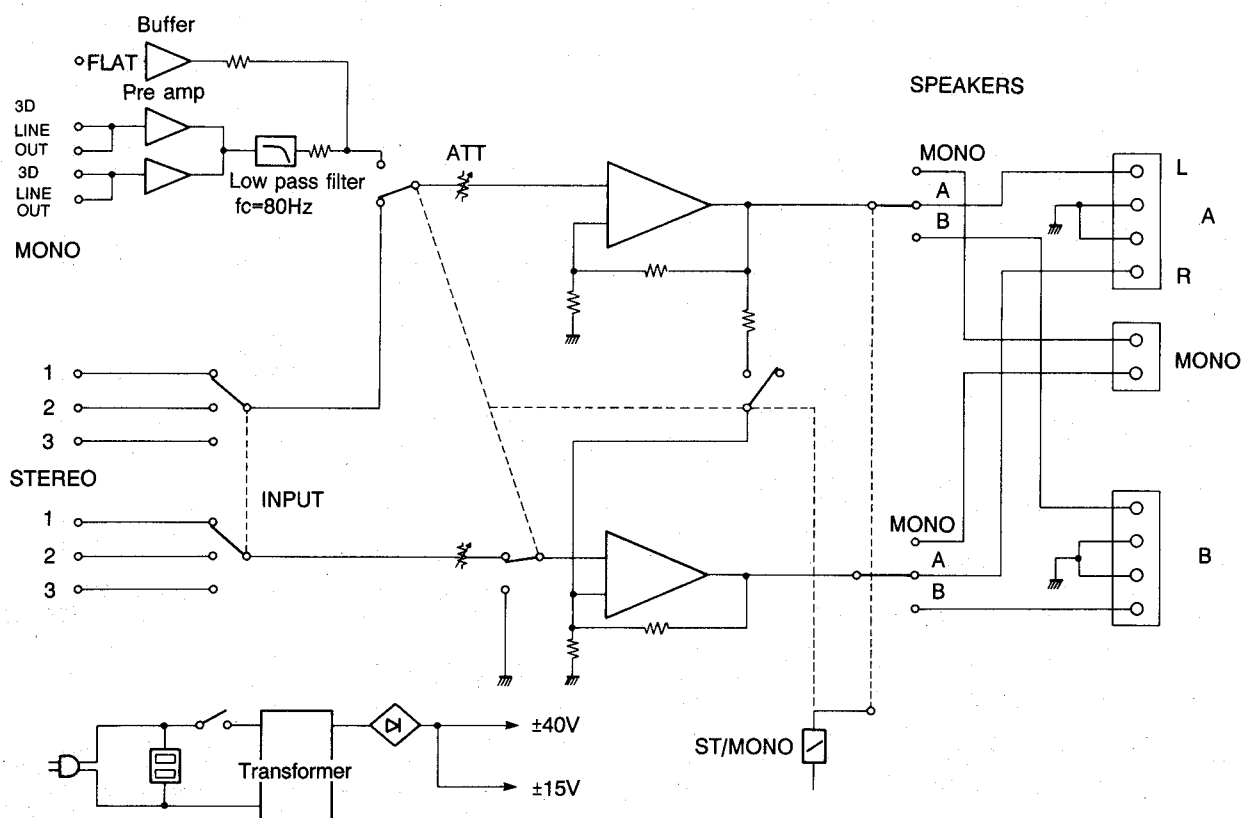 Buffer
FLAT
Pre amp
3D
LINE
OUT
3D
LINE
OUT
Low pass filter
fc=80Hz
MONO
ATT
SPEAKERS
MONO
A
B
L
A
R
MONO
1
2
3
STEREO
INPUT
1
2
3
MONO
A
B
B
ST/MONO
Transformer
±40V
±15V